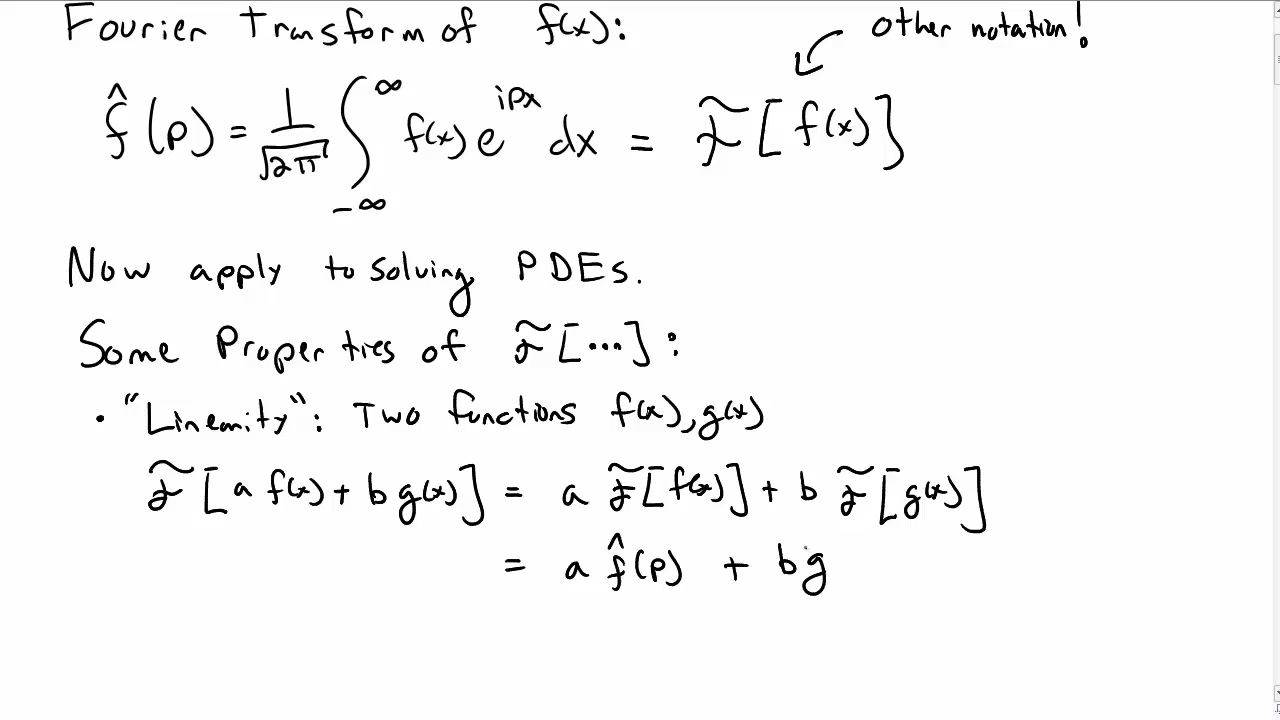 Fourier Transform of f(x):
other notation!
f̂(p) = 1/√2π ∫_{-∞}^{∞} f(x) e^{ipx} dx = ℱ[f(x)]
Now apply to solving PDEs.
Some Properties of ℱ[...]:
• "Linearity": Two functions f(x), g(x)
ℱ[a f(x) + b g(x)] = a ℱ[f(x)] + b ℱ[g(x)]
= a f̂(p) + b g